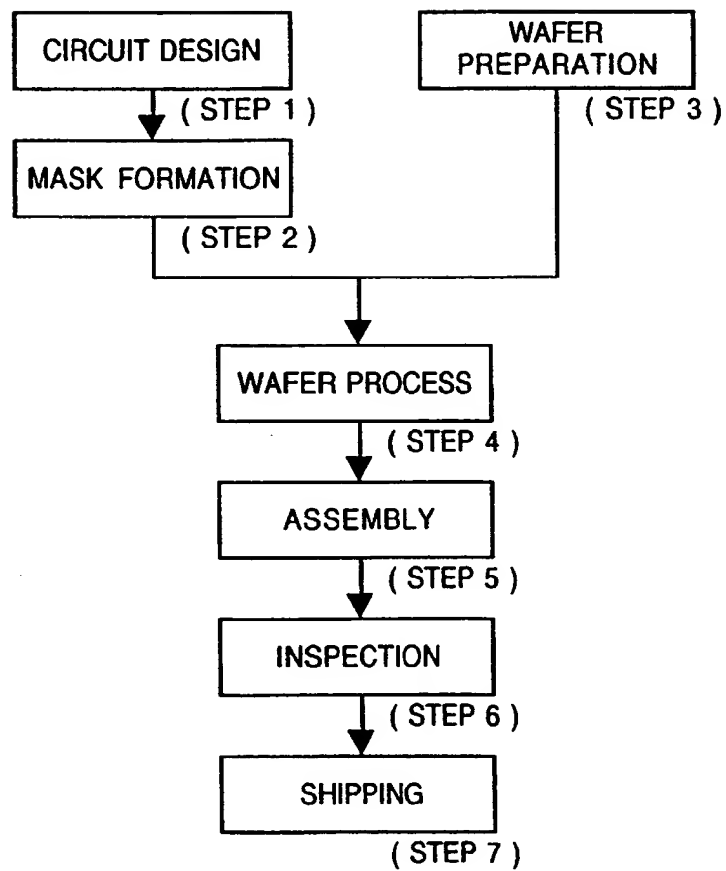 CIRCUIT DESIGN
( STEP 1 )
MASK FORMATION
( STEP 2 )
WAFER
PREPARATION
( STEP 3 )
WAFER PROCESS
( STEP 4 )
ASSEMBLY
( STEP 5 )
INSPECTION
( STEP 6 )
SHIPPING
( STEP 7 )